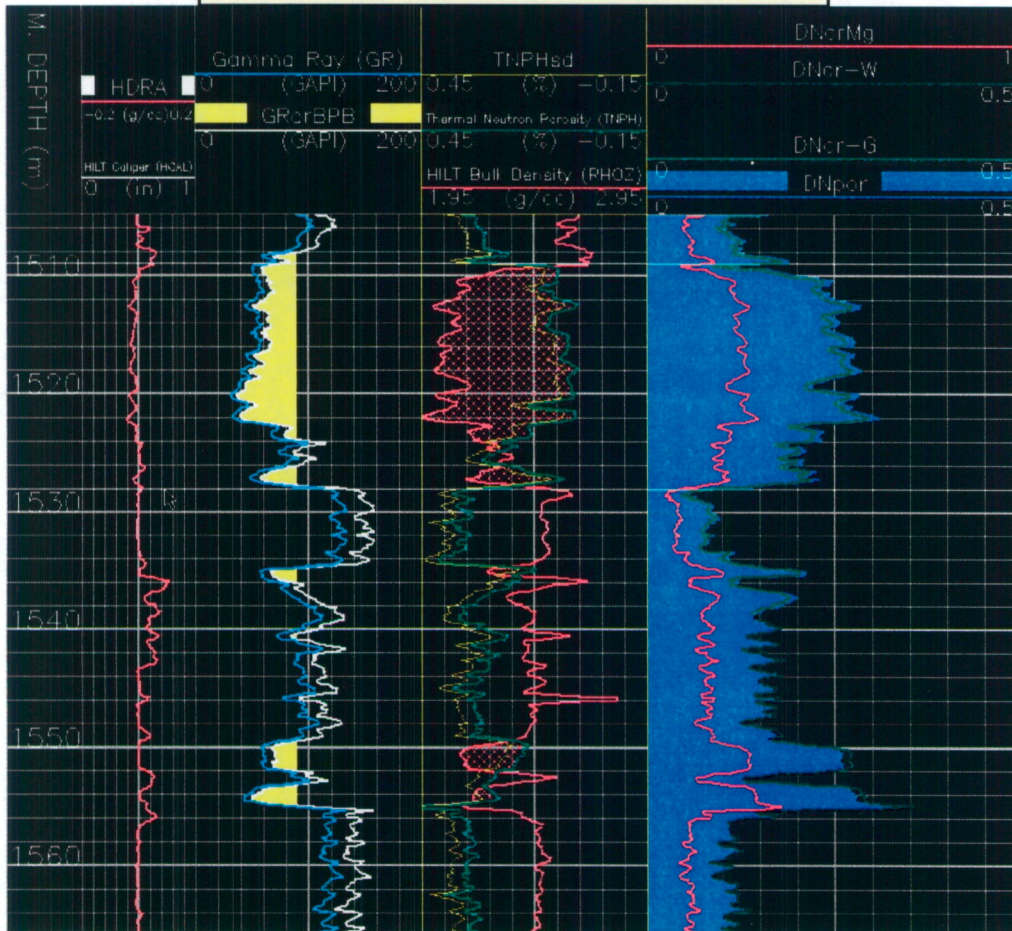 M. DEPTH (m)
HDRA
-0.2 (g/cc) 0.2
HILT Caliper (HCAL)
0 (in) 1
Gamma Ray (GR)
0 (GAPI) 200
GRcrBPB
0 (GAPI) 200
TNPHsd
0.45 (%) -0.15
Thermal Neutron Porosity (TNPH)
0.45 (%) -0.15
HILT Bulk Density (RHOZ)
1.95 (g/cc) 2.95
DNcrMg
0 1
DNcr-W
0 0.5
DNcr-G
0 0.5
DNpor
0 0.5
1510
1520
1530
1540
1550
1560